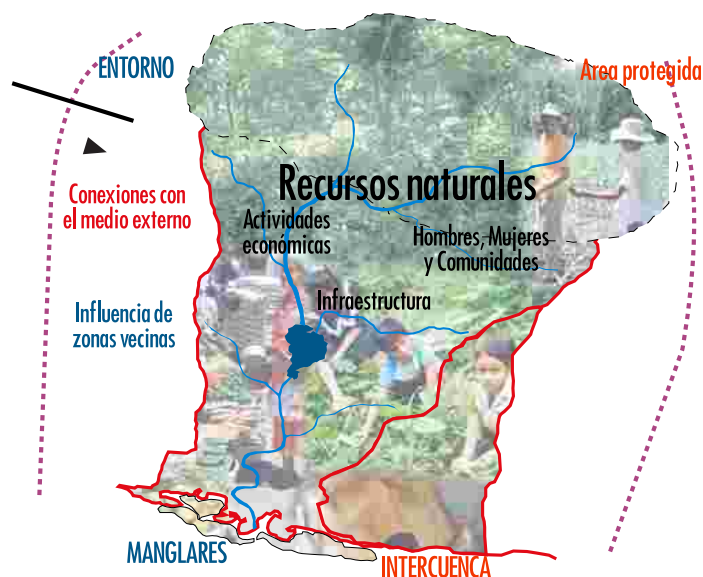 ENTORNO
Area protegida
Recursos naturales
Conexiones con
el medio externo
Actividades
económicas
Hombres, Mujeres
y Comunidades
Infraestructura
Influencia de
zonas vecinas
MANGLARES
INTERCUENCA